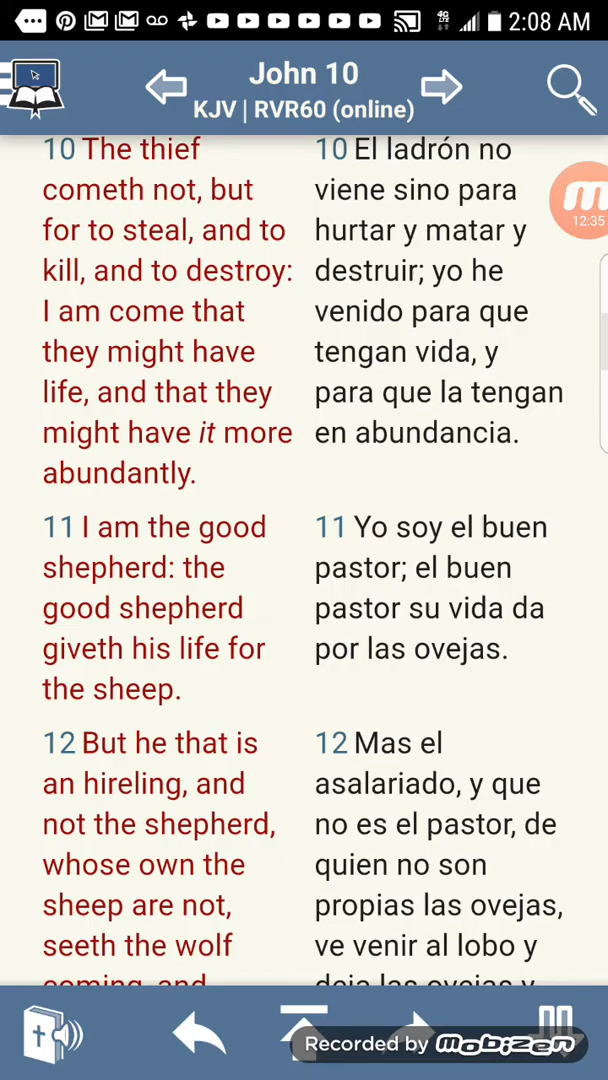 4G
LTE
2:08 AM
John 10
KJV | RVR60 (online)
12:35
10 The thief
cometh not, but
for to steal, and to
kill, and to destroy:
I am come that
they might have
life, and that they
might have it more
abundantly.
11 I am the good
shepherd: the
good shepherd
giveth his life for
the sheep.
12 But he that is
an hireling, and
not the shepherd,
whose own the
sheep are not,
seeth the wolf
coming, and
10 El ladrón no
viene sino para
hurtar y matar y
destruir; yo he
venido para que
tengan vida, y
para que la tengan
en abundancia.
11 Yo soy el buen
pastor; el buen
pastor su vida da
por las ovejas.
12 Mas el
asalariado, y que
no es el pastor, de
quien no son
propias las ovejas,
ve venir al lobo y
deja las ovejas y
Recorded by mobizen